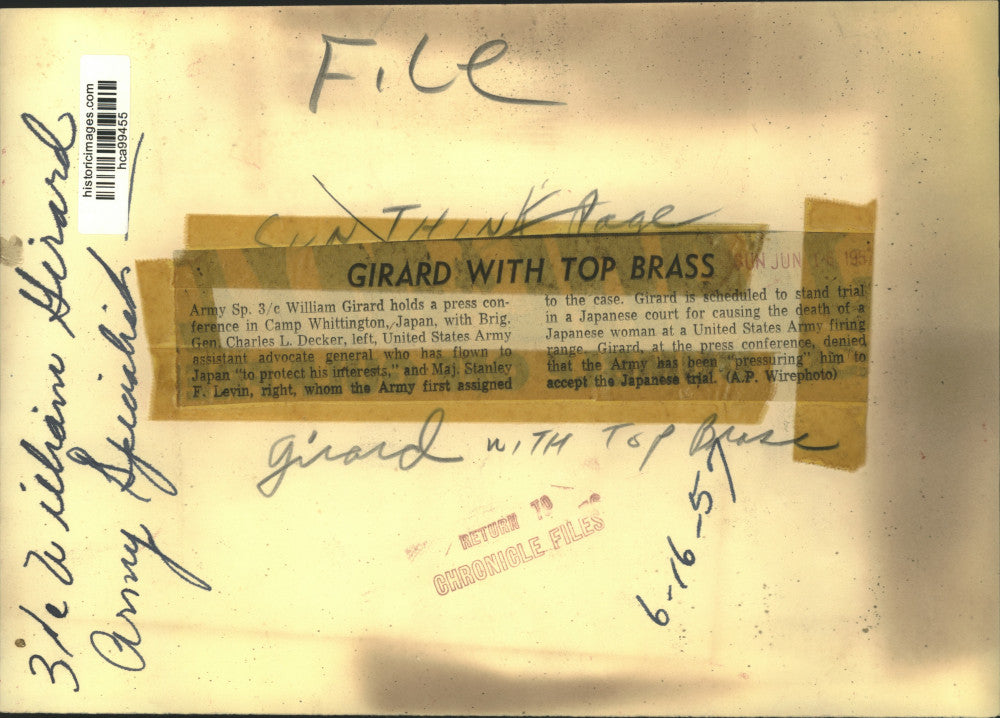 File
historicimages.com
hca99455
3/c William Girard
Army Specialist
SUN THINK Page
SUN JUN 16 195
GIRARD WITH TOP BRASS
Army Sp. 3/c William Girard holds a press con-
ference in Camp Whittington, Japan, with Brig.
Gen. Charles L. Decker, left, United States Army
assistant advocate general who has flown to
Japan "to protect his interests," and Maj. Stanley
F. Levin, right, whom the Army first assigned
to the case. Girard is scheduled to stand trial
in a Japanese court for causing the death of a
Japanese woman at a United States Army firing
range. Girard, at the press conference, denied
that the Army has been "pressuring" him to
accept the Japanese trial. (A.P. Wirephoto)
Girard WITH Top Brass
6-16-57
RETURN TO
CHRONICLE FILES